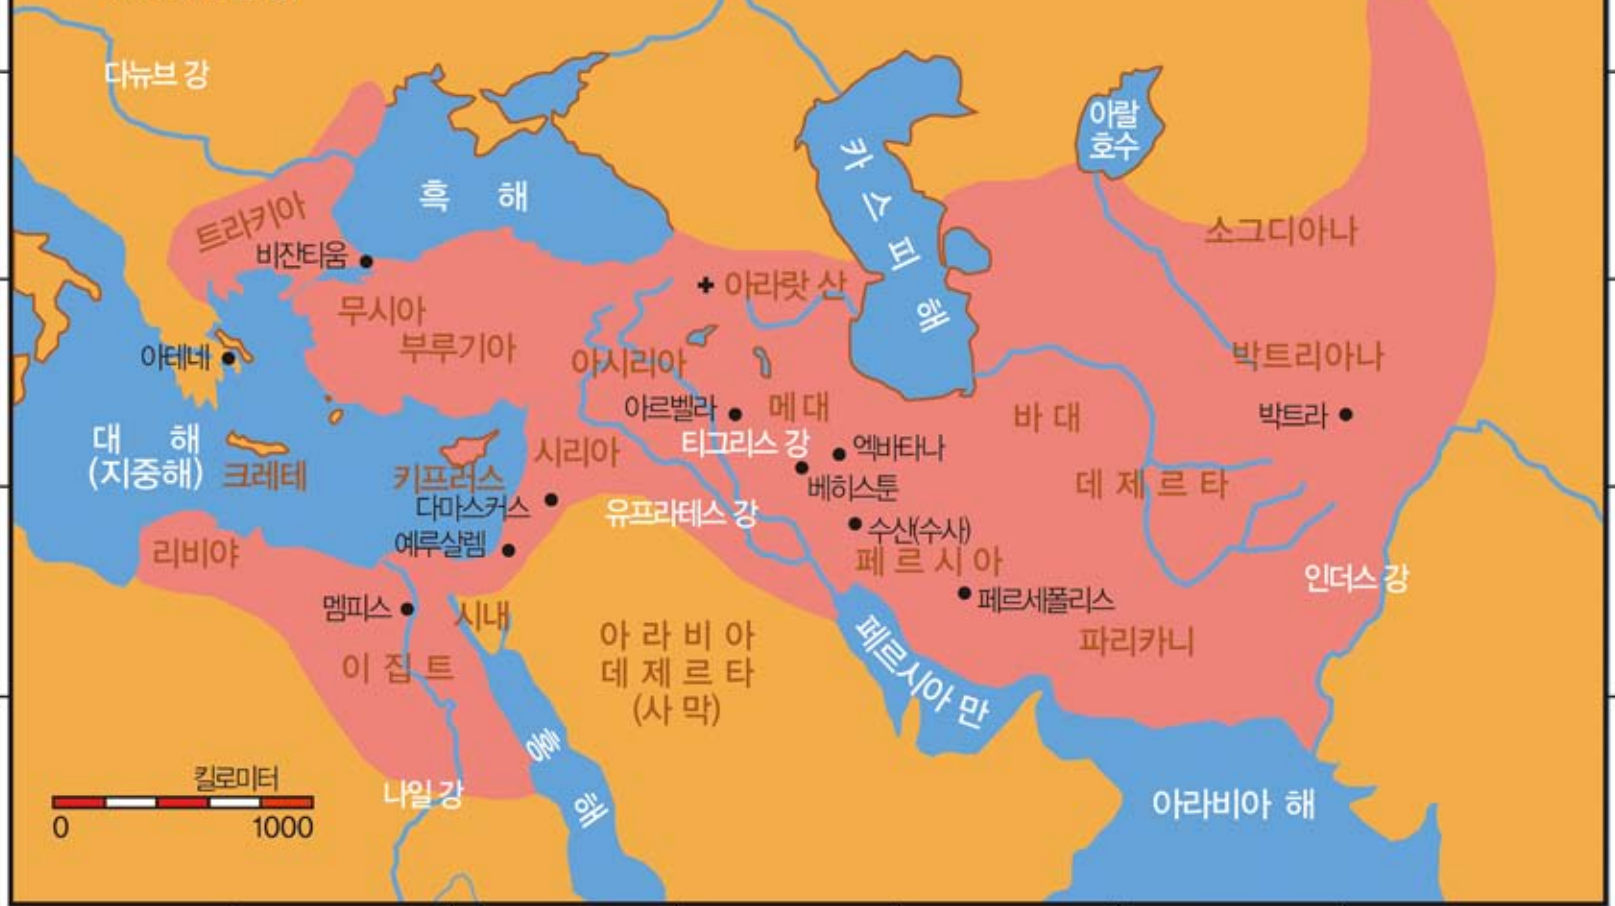 다뉴브 강
아랄
호수
카스피해
흑 해
트라키아
소그디아나
비잔티움
아라랏 산
무시아
부루기아
아시리아
박트리아나
아테네
아르벨라
메대
바대
박트라
대 해
(지중해)
크레테
키프러스
시리아
티그리스 강
엑바타나
베히스툰
데제르타
다마스커스
유프라테스 강
수산(수사)
예루살렘
리비야
페르시아
인더스 강
멤피스
시내
페르세폴리스
이집트
아라비아
데제르타
(사막)
파리카니
페르시아 만
홍해
킬로미터
0 1000
나일 강
아라비아 해